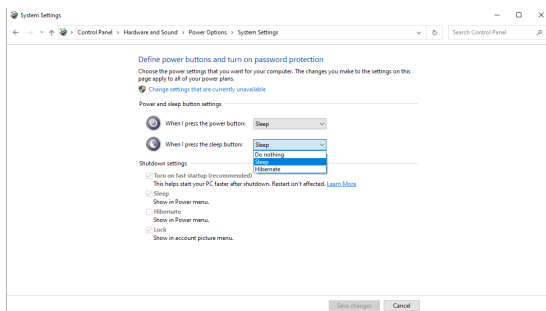 System Settings
Control Panel > Hardware and Sound > Power Options > System Settings
Search Control Panel
Define power buttons and turn on password protection
Choose the power settings that you want for your computer. The changes you make to the settings on this
page apply to all of your power plans.
Change settings that are currently unavailable
Power and sleep button settings
When I press the power button: Sleep
When I press the sleep button: Sleep
Do nothing
Sleep
Hibernate
Shutdown settings
Turn on fast startup (recommended)
This helps start your PC faster after shutdown. Restart isn't affected. Learn More
Sleep
Show in Power menu.
Hibernate
Show in Power menu.
Lock
Show in account picture menu.
Save changes Cancel